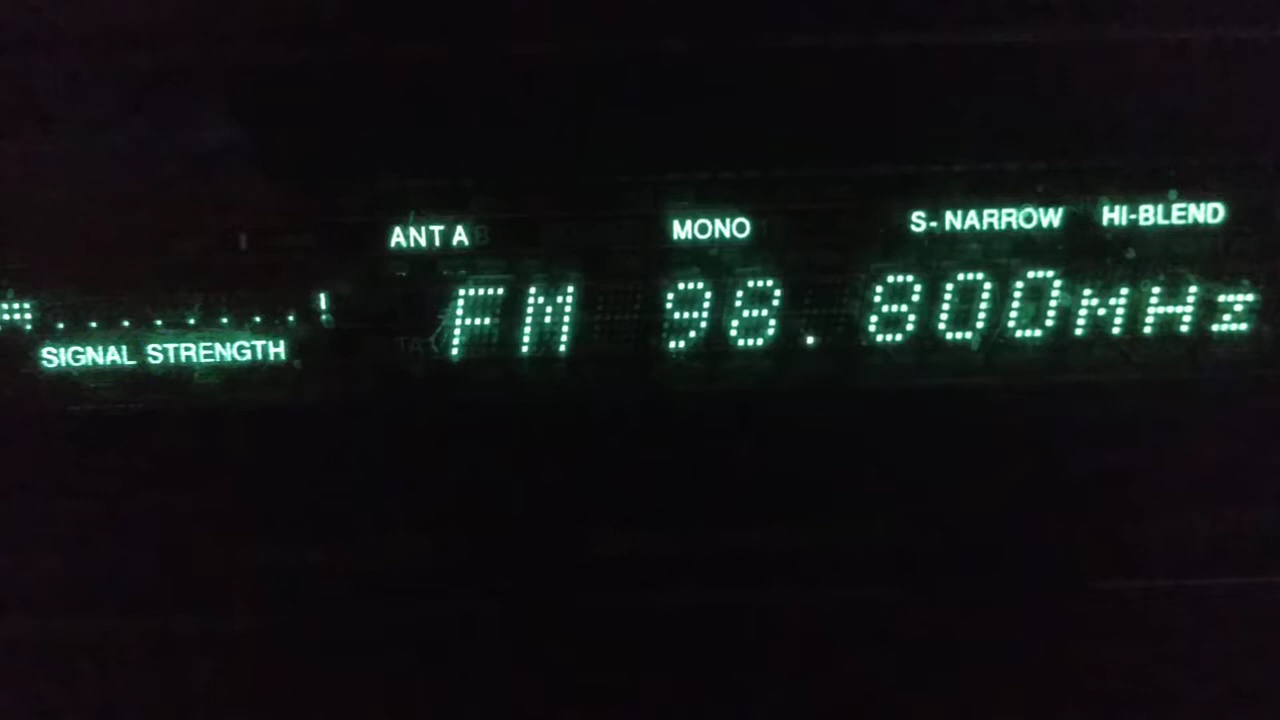 ANT A MONO S-NARROW HI-BLEND
FM 98.800MHz
SIGNAL STRENGTH